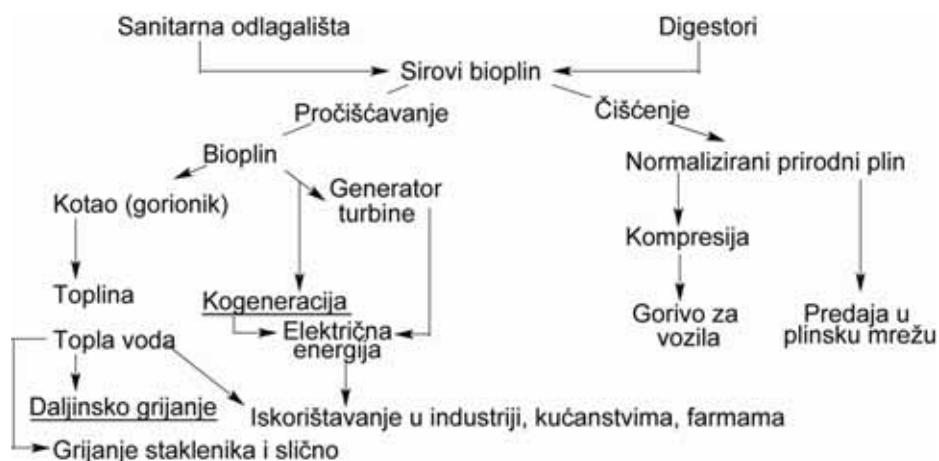 Sanitarna odlagališta
Digestori
Sirovi bioplin
Pročišćavanje
Čišćenje
Bioplin
Normalizirani prirodni plin
Kotao (gorionik)
Generator
turbine
Kompresija
Toplina
Kogeneracija
Gorivo za
vozila
Predaja u
plinsku mrežu
Topla voda
Električna
energija
Daljinsko grijanje
Iskorištavanje u industriji, kućanstvima, farmama
Grijanje staklenika i slično